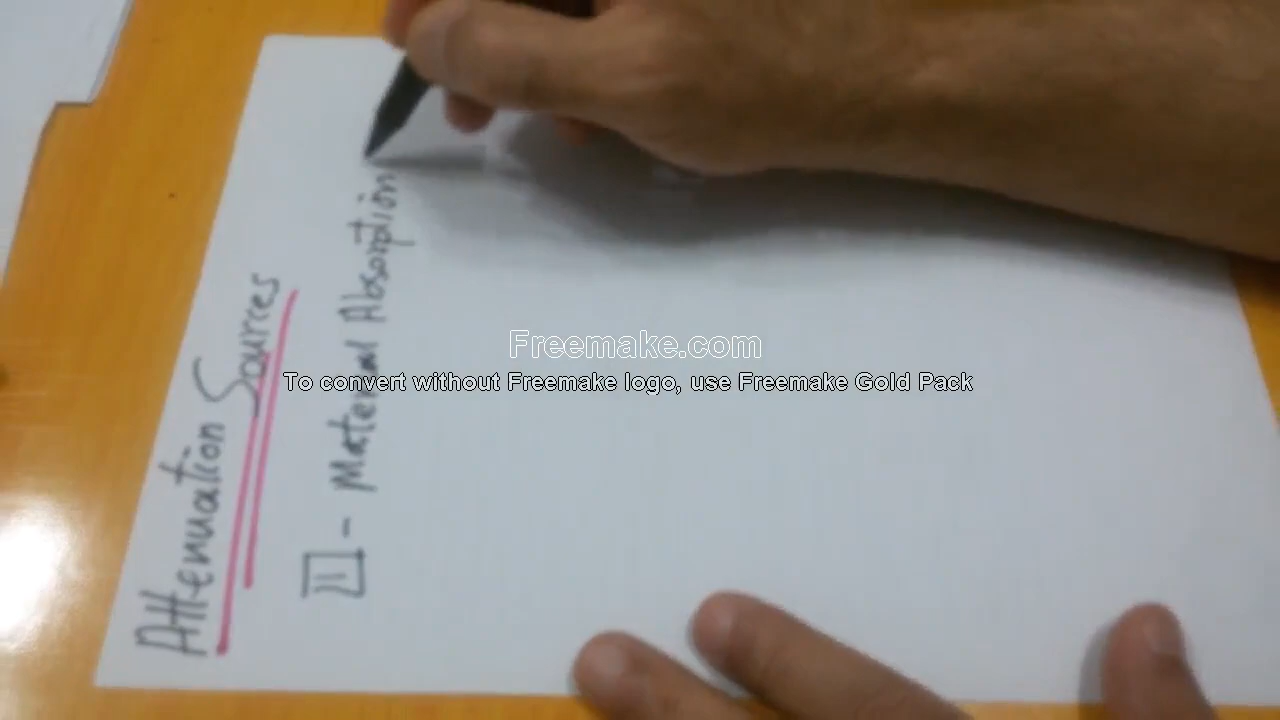 Attenuation Sources
1 - Material Absorption
Freemake.com
To convert without Freemake logo, use Freemake Gold Pack